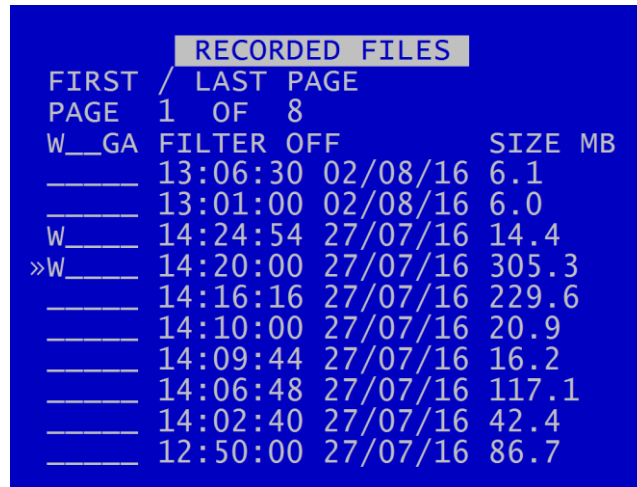 RECORDED FILES
FIRST / LAST PAGE
PAGE 1 OF 8
W__GA FILTER OFF SIZE MB
_____ 13:06:30 02/08/16 6.1
_____ 13:01:00 02/08/16 6.0
W____ 14:24:54 27/07/16 14.4
»W____ 14:20:00 27/07/16 305.3
_____ 14:16:16 27/07/16 229.6
_____ 14:10:00 27/07/16 20.9
_____ 14:09:44 27/07/16 16.2
_____ 14:06:48 27/07/16 117.1
_____ 14:02:40 27/07/16 42.4
_____ 12:50:00 27/07/16 86.7